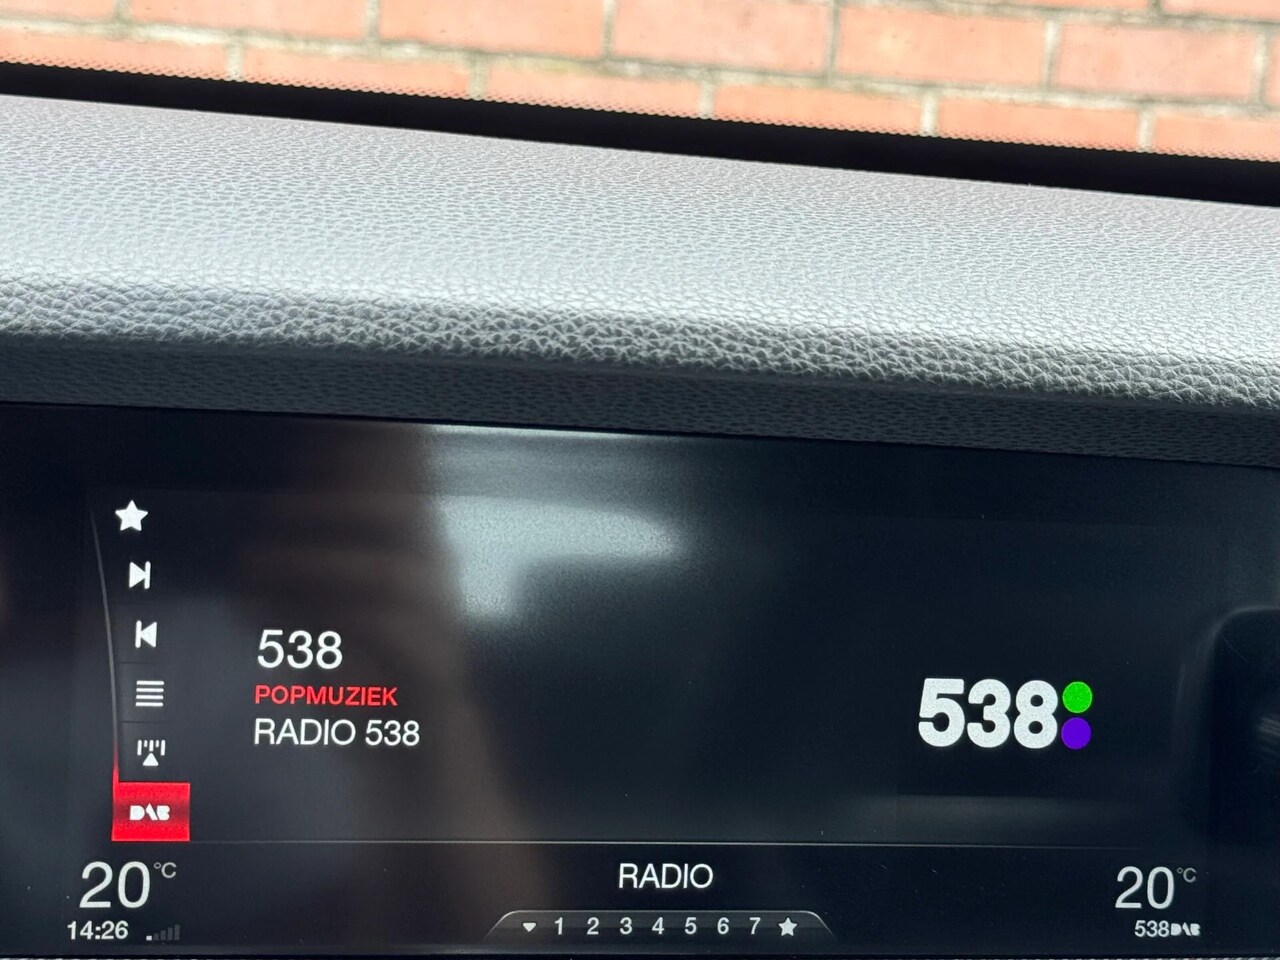 538
POPMUZIEK
RADIO 538
538
DAB
20°C
RADIO
20°C
14:26
1 2 3 4 5 6 7
538DAB